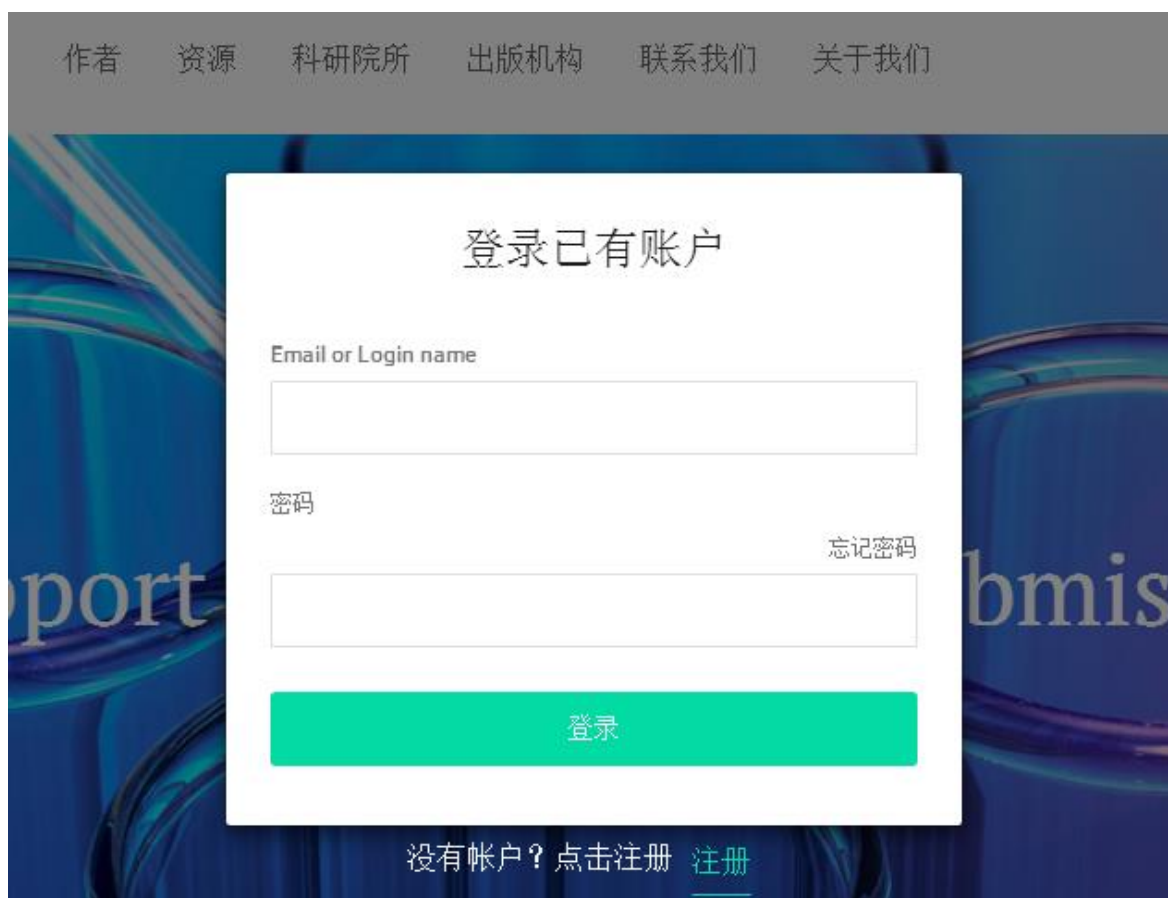 作者 资源 科研院所 出版机构 联系我们 关于我们
登录已有账户
Email or Login name
密码
忘记密码
登录
没有帐户？点击注册 注册